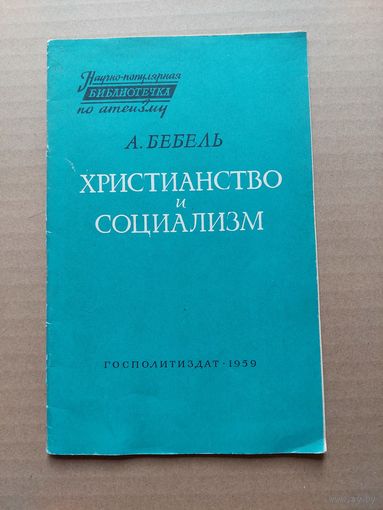 Научно-популярная
БИБЛИОТЕЧКА
по атеизму
А. БЕБЕЛЬ
ХРИСТИАНСТВО
и
СОЦИАЛИЗМ
ГОСПОЛИТИЗДАТ · 1959